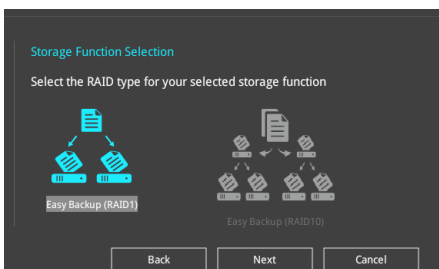 Storage Function Selection
Select the RAID type for your selected storage function
Easy Backup (RAID1)
Easy Backup (RAID10)
Back
Next
Cancel